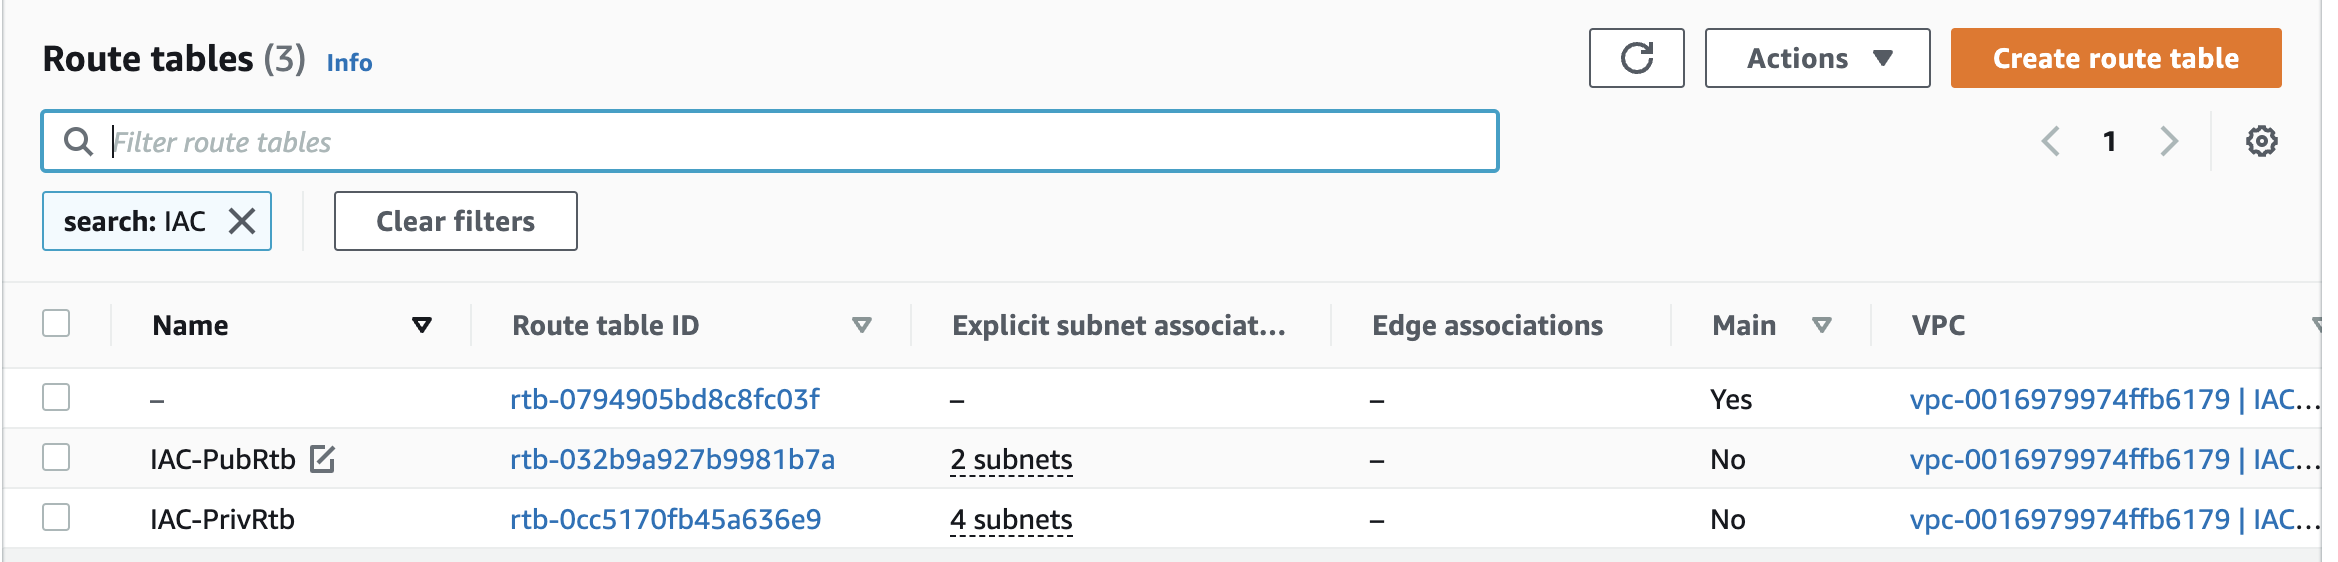 Route tables (3) Info
Actions
Create route table
Filter route tables
1
search: IAC
Clear filters
Name Route table ID Explicit subnet associat... Edge associations Main VPC
– rtb-0794905bd8c8fc03f – – Yes vpc-0016979974ffb6179 | IAC...
IAC-PubRtb rtb-032b9a927b9981b7a 2 subnets – No vpc-0016979974ffb6179 | IAC...
IAC-PrivRtb rtb-0cc5170fb45a636e9 4 subnets – No vpc-0016979974ffb6179 | IAC...